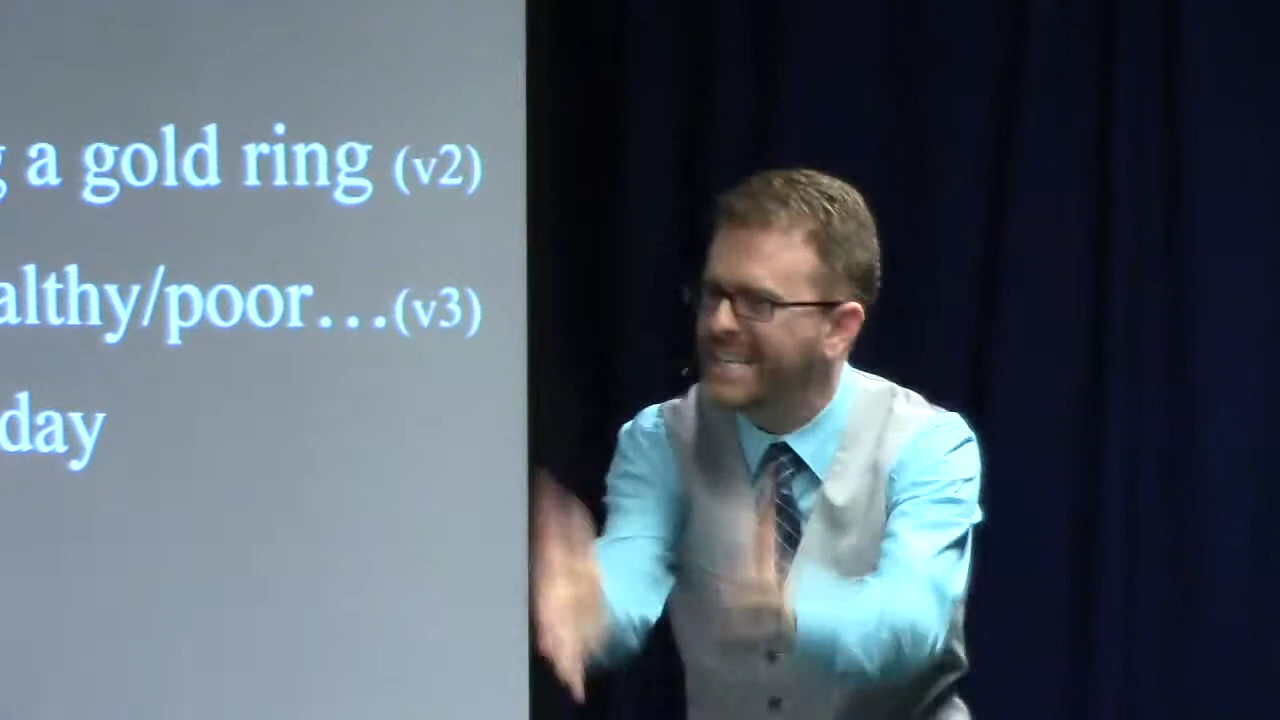 a gold ring (v2)
althy/poor…(v3)
day